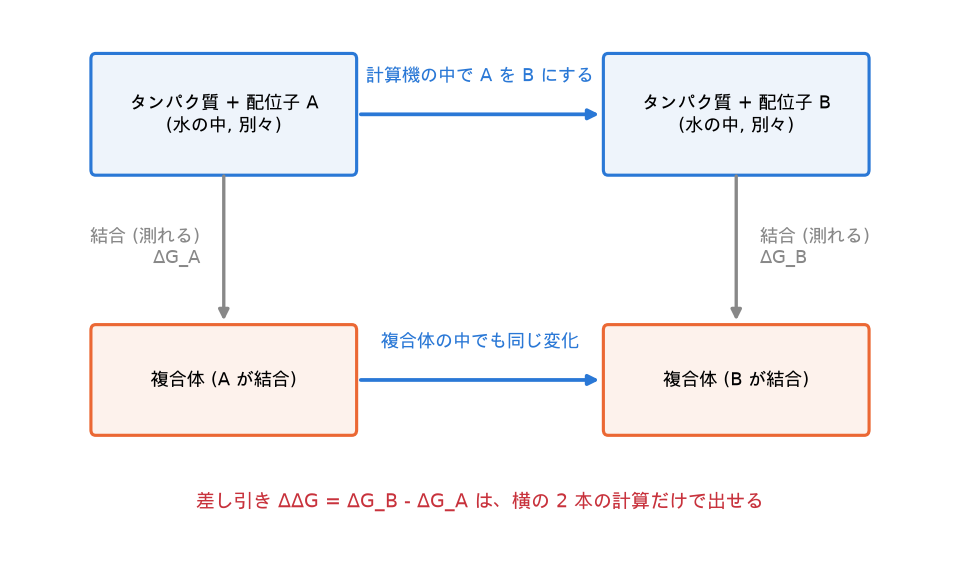 計算機の中で A を B にする
タンパク質 + 配位子 A
(水の中, 別々)
タンパク質 + 配位子 B
(水の中, 別々)
結合 (測れる)
ΔG_A
結合 (測れる)
ΔG_B
複合体の中でも同じ変化
複合体 (A が結合)
複合体 (B が結合)
差し引き ΔΔG = ΔG_B - ΔG_A は、横の 2 本の計算だけで出せる